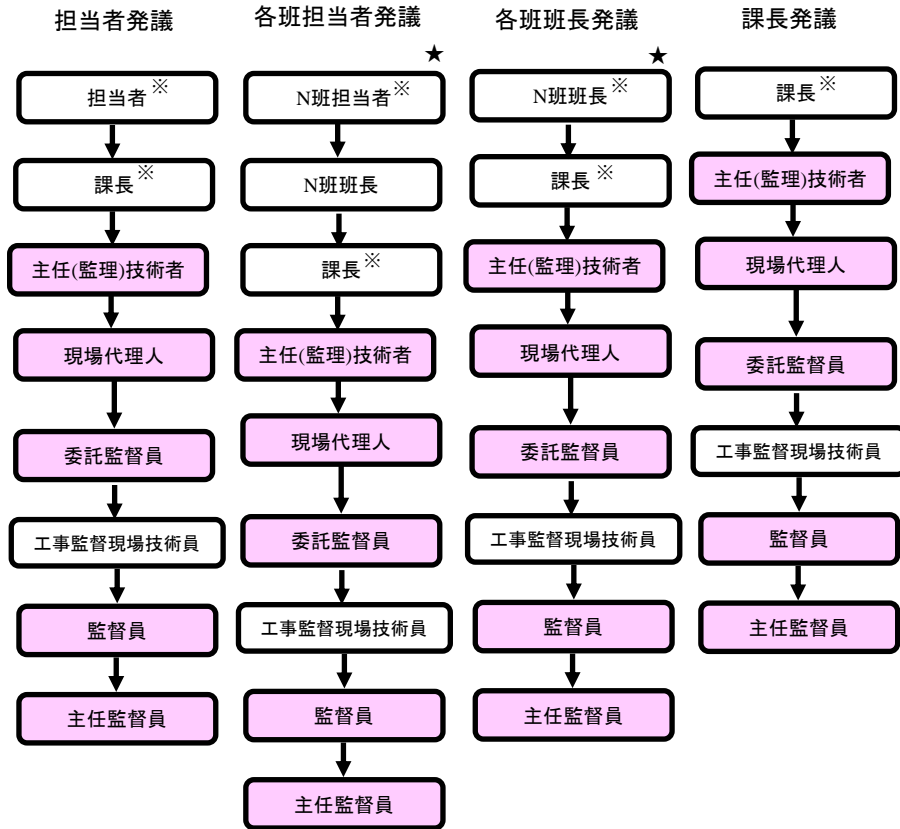 担当者発議
担当者※
課長※
主任(監理)技術者
現場代理人
委託監督員
工事監督現場技術員
監督員
主任監督員
各班担当者発議
★
N班担当者※
N班班長
課長※
主任(監理)技術者
現場代理人
委託監督員
工事監督現場技術員
監督員
主任監督員
各班班長発議
★
N班班長※
課長※
主任(監理)技術者
現場代理人
委託監督員
工事監督現場技術員
監督員
主任監督員
課長発議
課長※
主任(監理)技術者
現場代理人
委託監督員
工事監督現場技術員
監督員
主任監督員